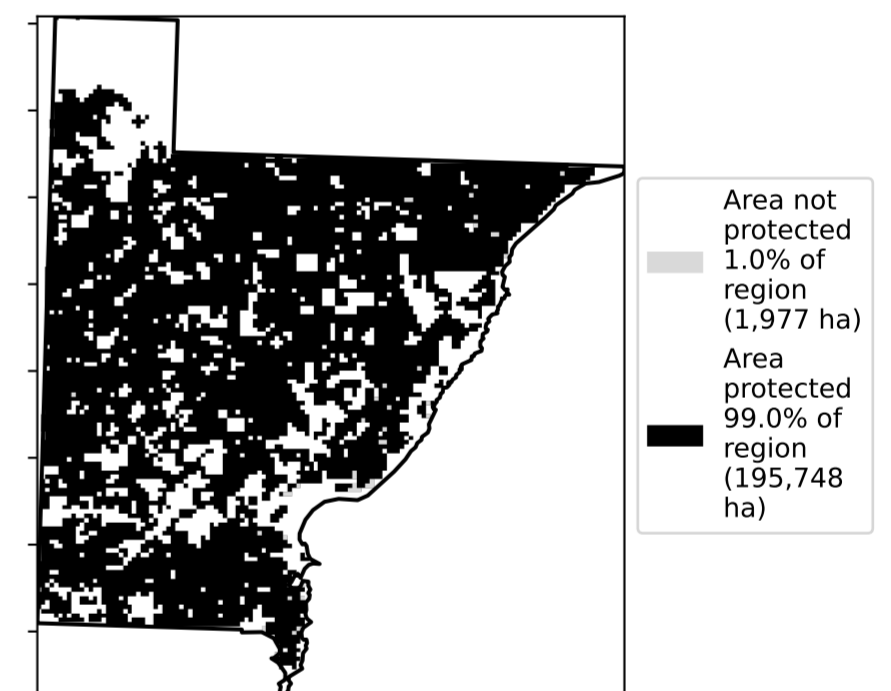 Area not
protected
1.0% of
region
(1,977 ha)
Area
protected
99.0% of
region
(195,748
ha)